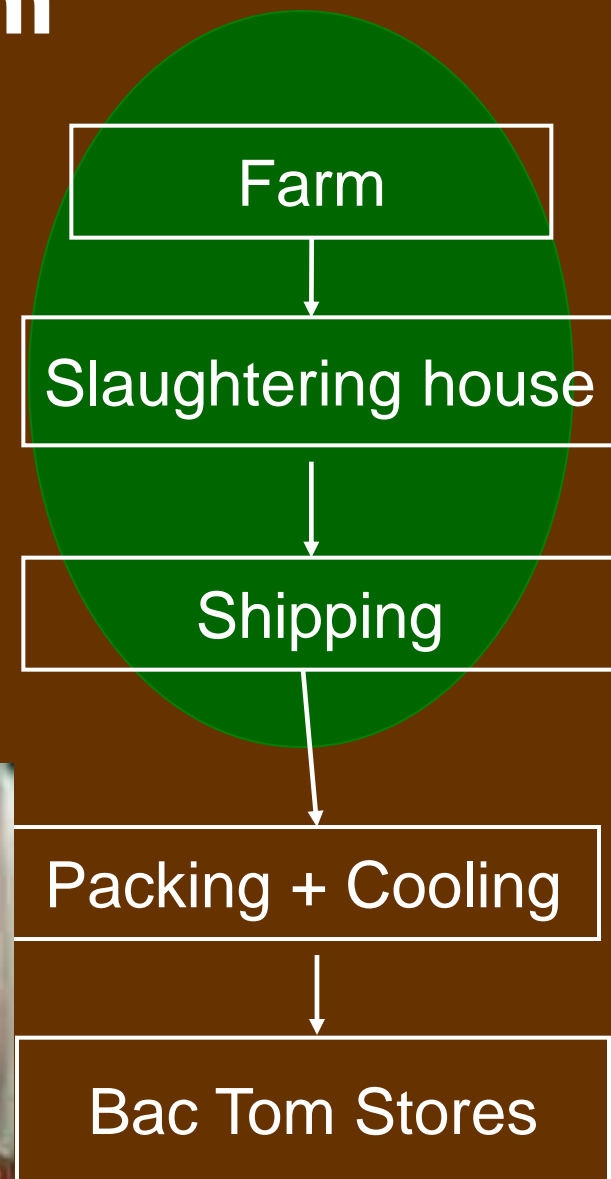 "
Farm
Slaughtering house
Shipping
Packing + Cooling
Bac Tom Stores